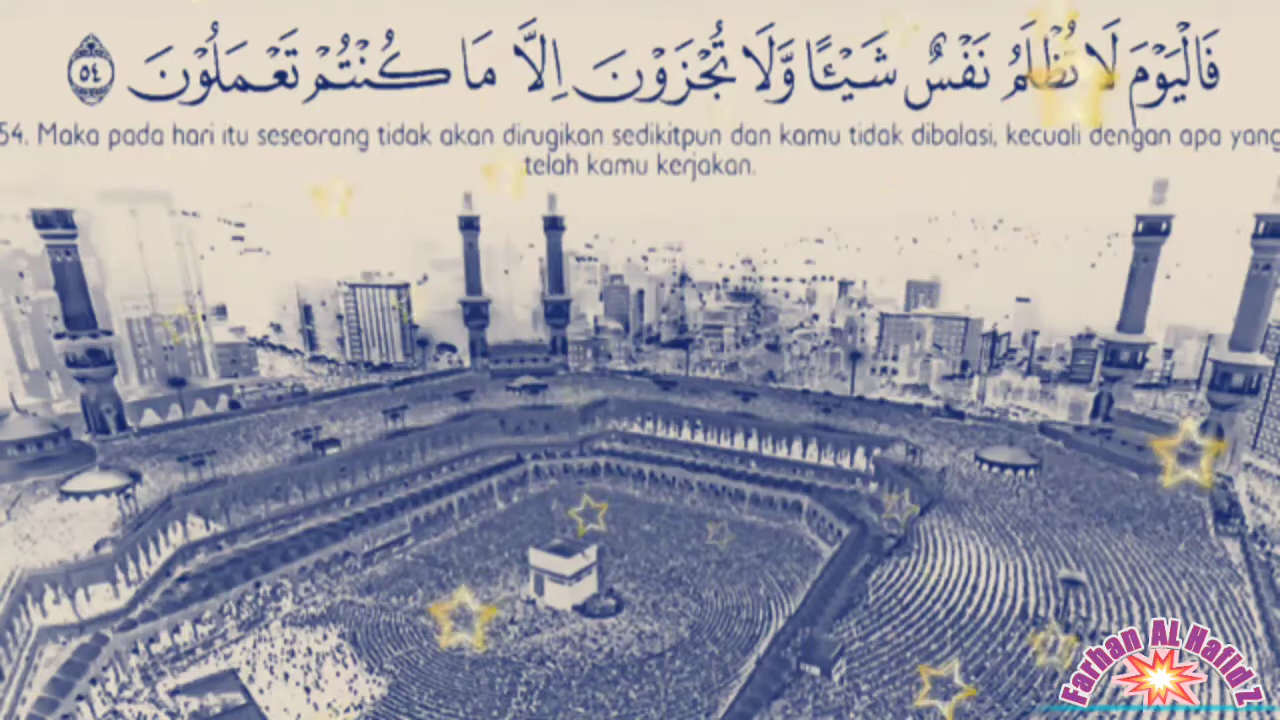 فَالْيَوْمَ لَا تُظْلَمُ نَفْسٌ شَيْـًٔا وَّلَا تُجْزَوْنَ اِلَّا مَا كُنْتُمْ تَعْمَلُوْنَ ٥٤
54. Maka pada hari itu seseorang tidak akan dirugikan sedikitpun dan kamu tidak dibalasi, kecuali dengan apa yang
telah kamu kerjakan.
Farhan AL Hafidz